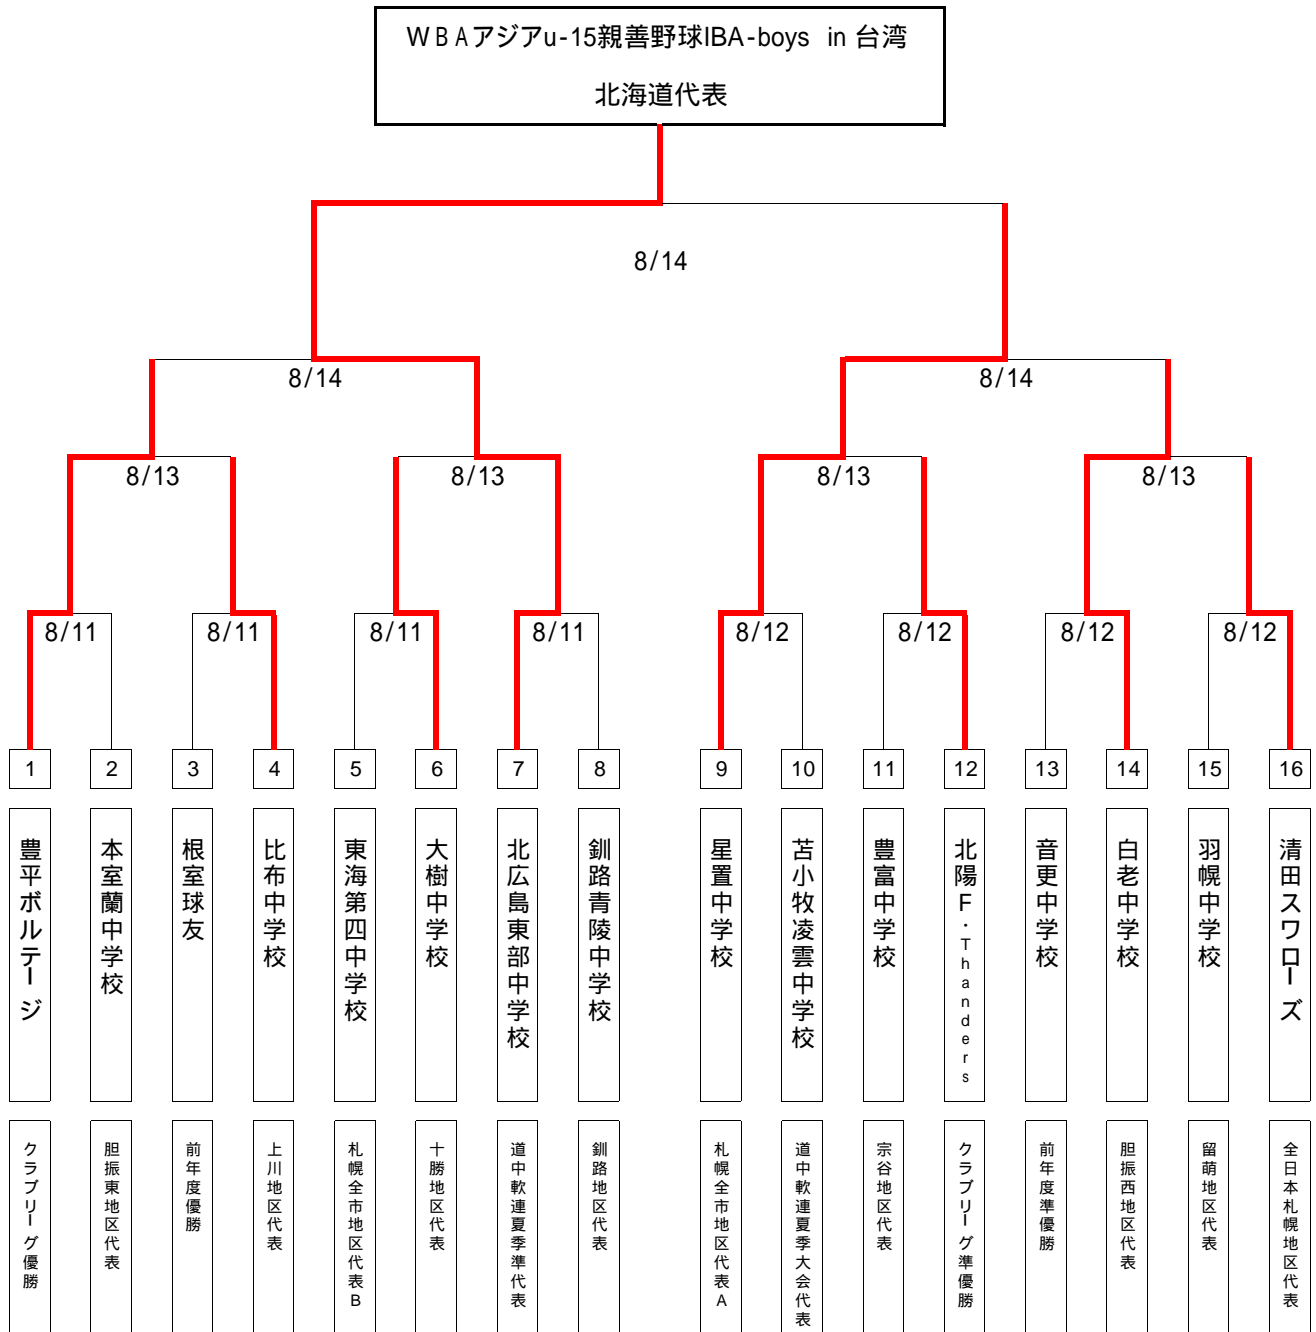 WBAアジアu-15親善野球IBA-boys in 台湾
北海道代表
8/14
8/14
8/14
8/13
8/13
8/13
8/13
8/11
8/11
8/11
8/11
8/12
8/12
8/12
8/12
1
2
3
4
5
6
7
8
9
10
11
12
13
14
15
16
豊平ボルテージ
本室蘭中学校
根室球友
比布中学校
東海第四中学校
大樹中学校
北広島東部中学校
釧路青陵中学校
星置中学校
苫小牧凌雲中学校
豊富中学校
北陽F・Thanders
音更中学校
白老中学校
羽幌中学校
清田スワローズ
クラブリーグ優勝
胆振東地区代表
前年度優勝
上川地区代表
札幌全市地区代表B
十勝地区代表
道中軟連夏季準代表
釧路地区代表
札幌全市地区代表A
道中軟連夏季大会代表
宗谷地区代表
クラブリーグ準優勝
前年度準優勝
胆振西地区代表
留萌地区代表
全日本札幌地区代表